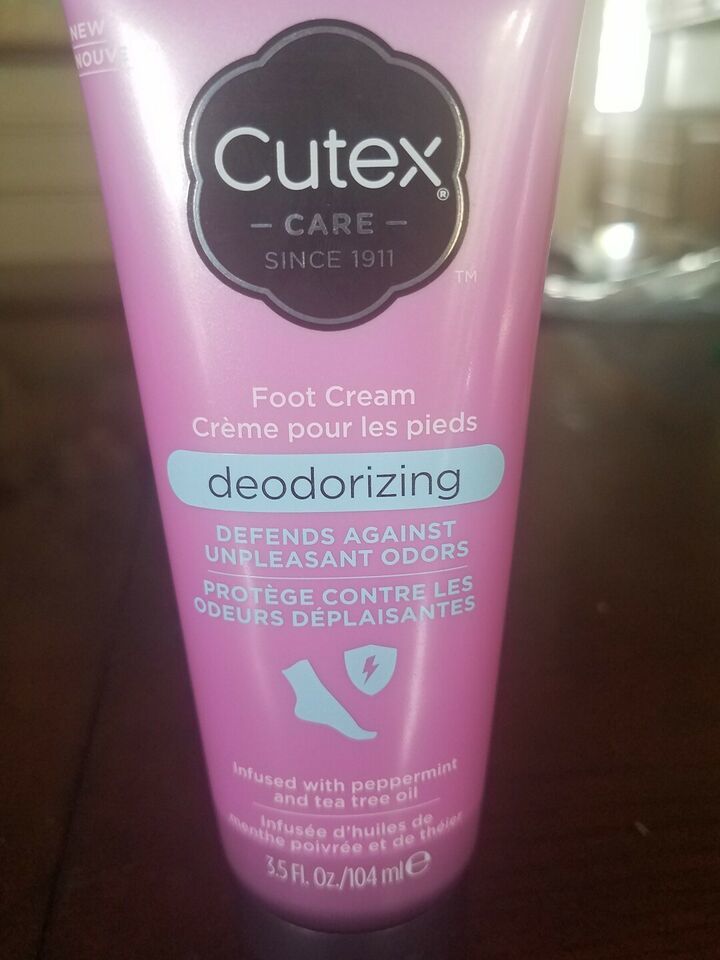 NEW
NOUVE
Cutex®
— CARE —
SINCE 1911
™
Foot Cream
Crème pour les pieds
deodorizing
DEFENDS AGAINST
UNPLEASANT ODORS
PROTÈGE CONTRE LES
ODEURS DÉPLAISANTES
Infused with peppermint
and tea tree oil
Infusée d'huiles de
menthe poivrée et de théier
3.5 Fl. Oz./104 ml ℮